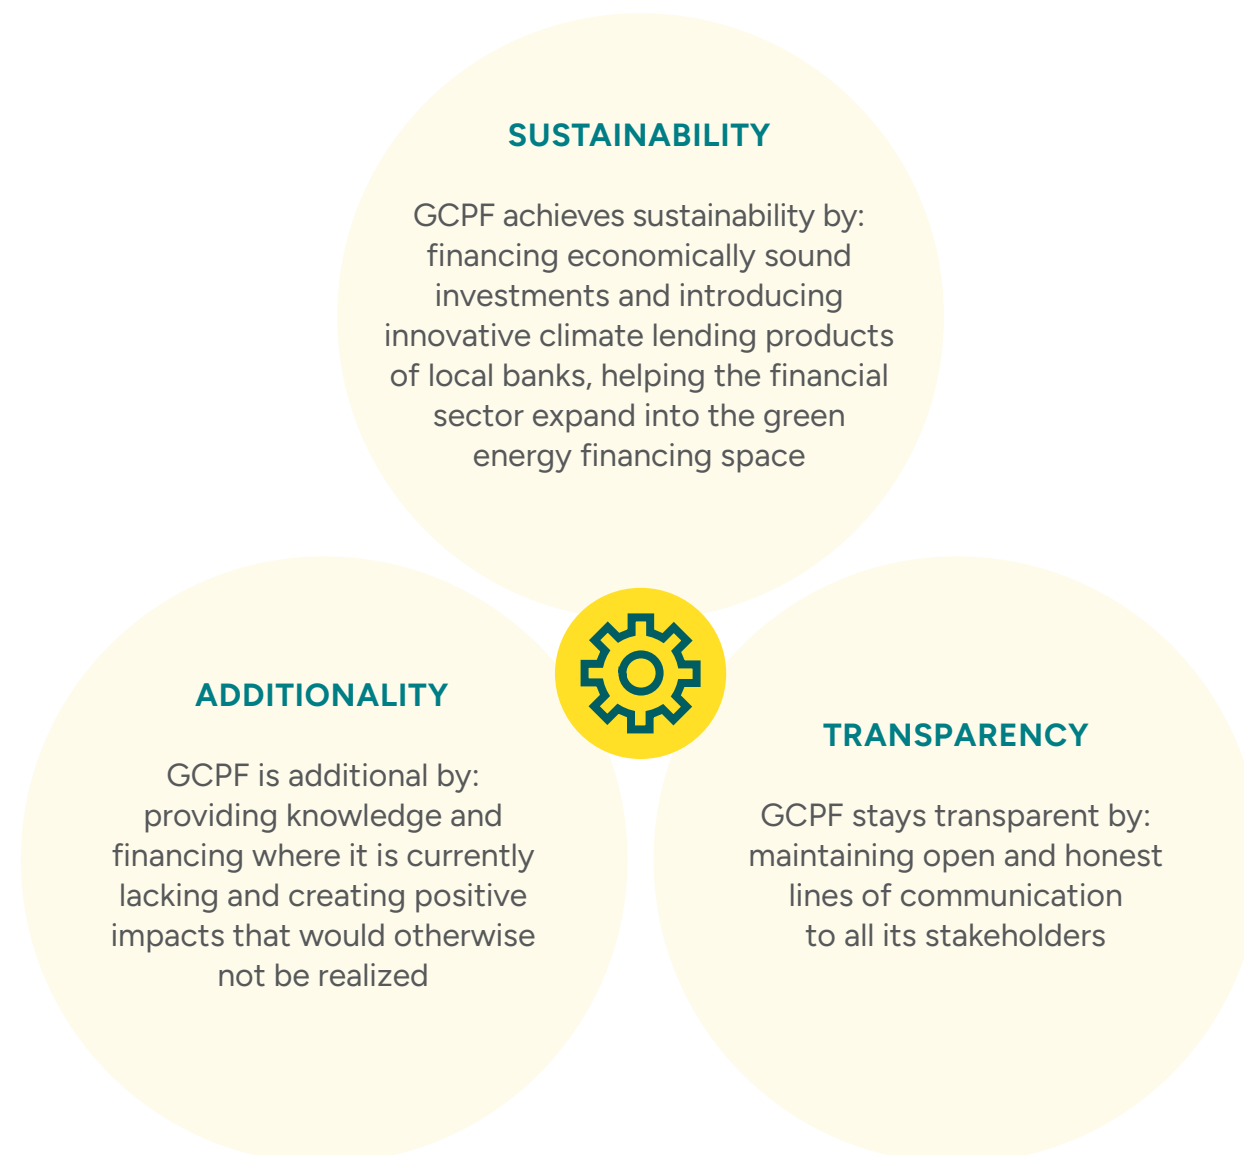 SUSTAINABILITY
GCPF achieves sustainability by:
financing economically sound
investments and introducing
innovative climate lending products
of local banks, helping the financial
sector expand into the green
energy financing space
ADDITIONALITY
GCPF is additional by:
providing knowledge and
financing where it is currently
lacking and creating positive
impacts that would otherwise
not be realized
TRANSPARENCY
GCPF stays transparent by:
maintaining open and honest
lines of communication
to all its stakeholders